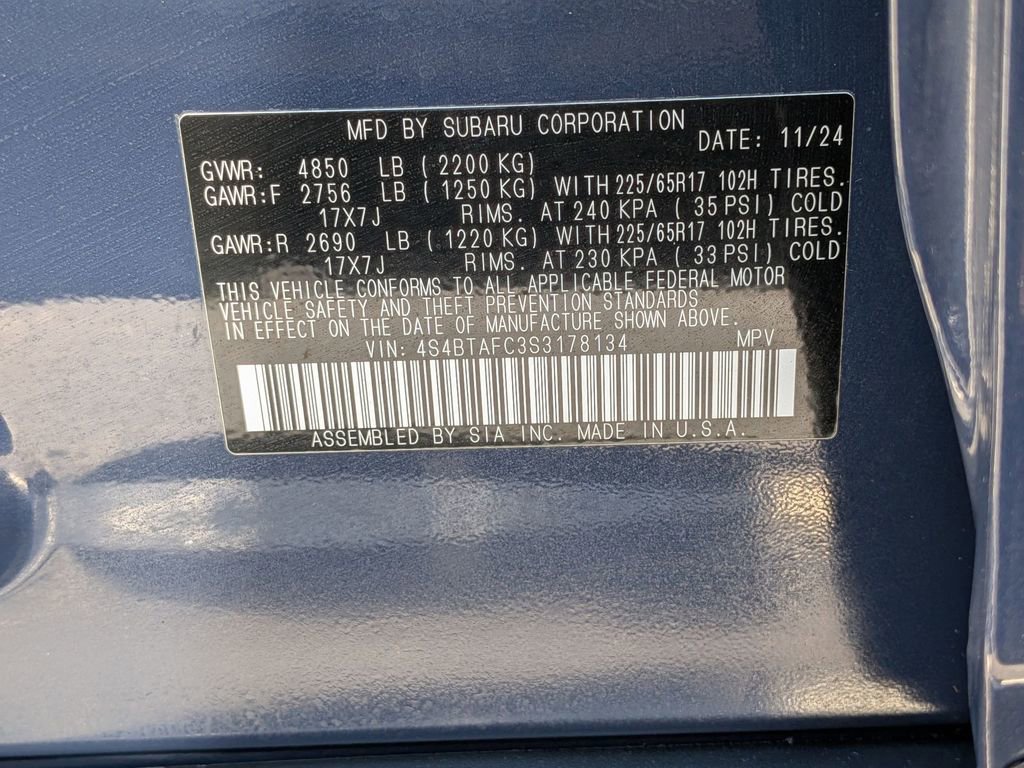 MFD BY SUBARU CORPORATION DATE: 11/24
GVWR: 4850 LB ( 2200 KG)
GAWR:F 2756 LB ( 1250 KG) WITH 225/65R17 102H TIRES.
17X7J RIMS. AT 240 KPA ( 35 PSI) COLD
GAWR:R 2690 LB ( 1220 KG) WITH 225/65R17 102H TIRES.
17X7J RIMS. AT 230 KPA ( 33 PSI) COLD
THIS VEHICLE CONFORMS TO ALL APPLICABLE FEDERAL MOTOR
VEHICLE SAFETY AND THEFT PREVENTION STANDARDS
IN EFFECT ON THE DATE OF MANUFACTURE SHOWN ABOVE.
VIN: 4S4BTAFC3S3178134 MPV
ASSEMBLED BY SIA INC. MADE IN U.S.A.